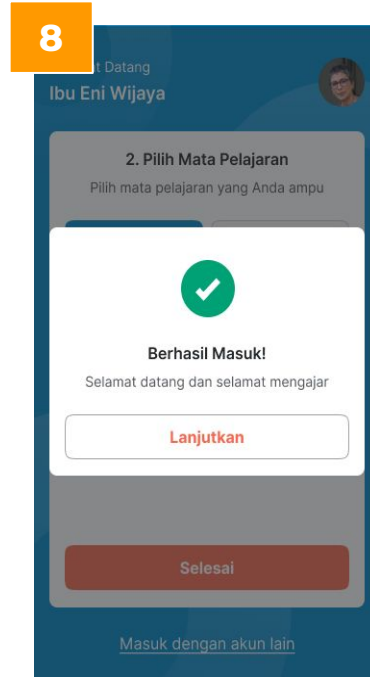 8
t Datang
Ibu Eni Wijaya
2. Pilih Mata Pelajaran
Pilih mata pelajaran yang Anda ampu
Berhasil Masuk!
Selamat datang dan selamat mengajar
Lanjutkan
Selesai
Masuk dengan akun lain